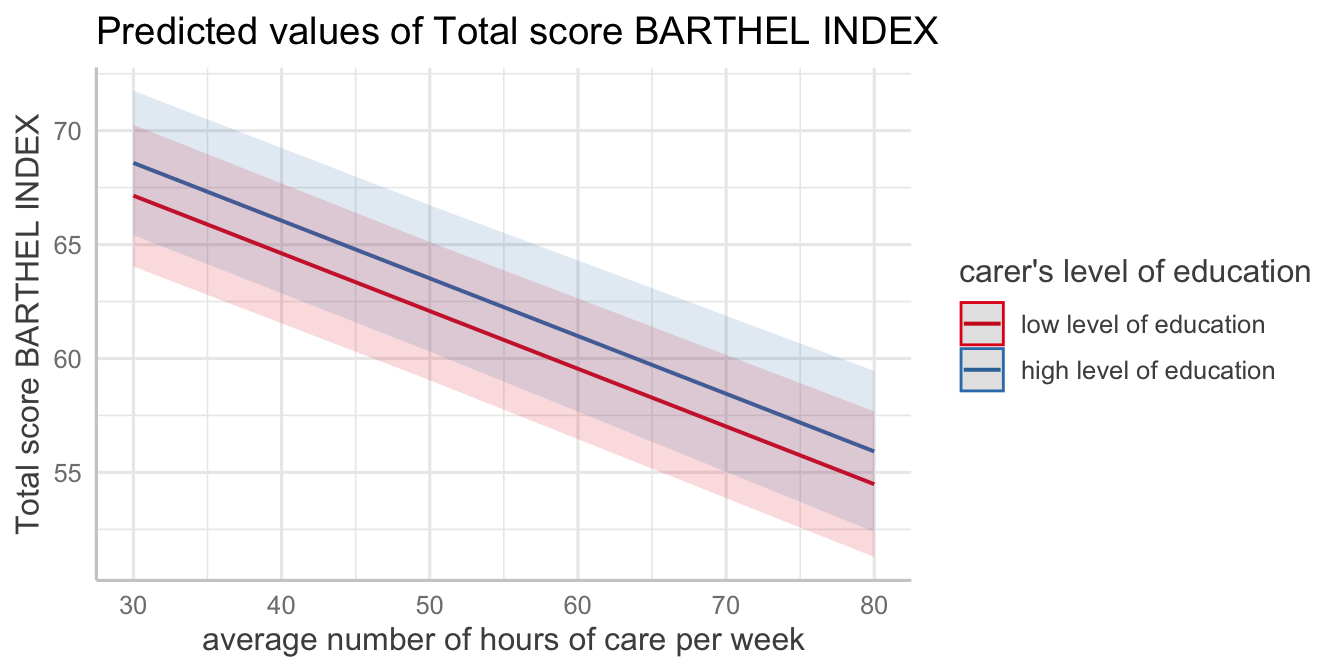 Predicted values of Total score BARTHEL INDEX
Total score BARTHEL INDEX
70
65
60
55
30 40 50 60 70 80
average number of hours of care per week
carer's level of education
low level of education
high level of education